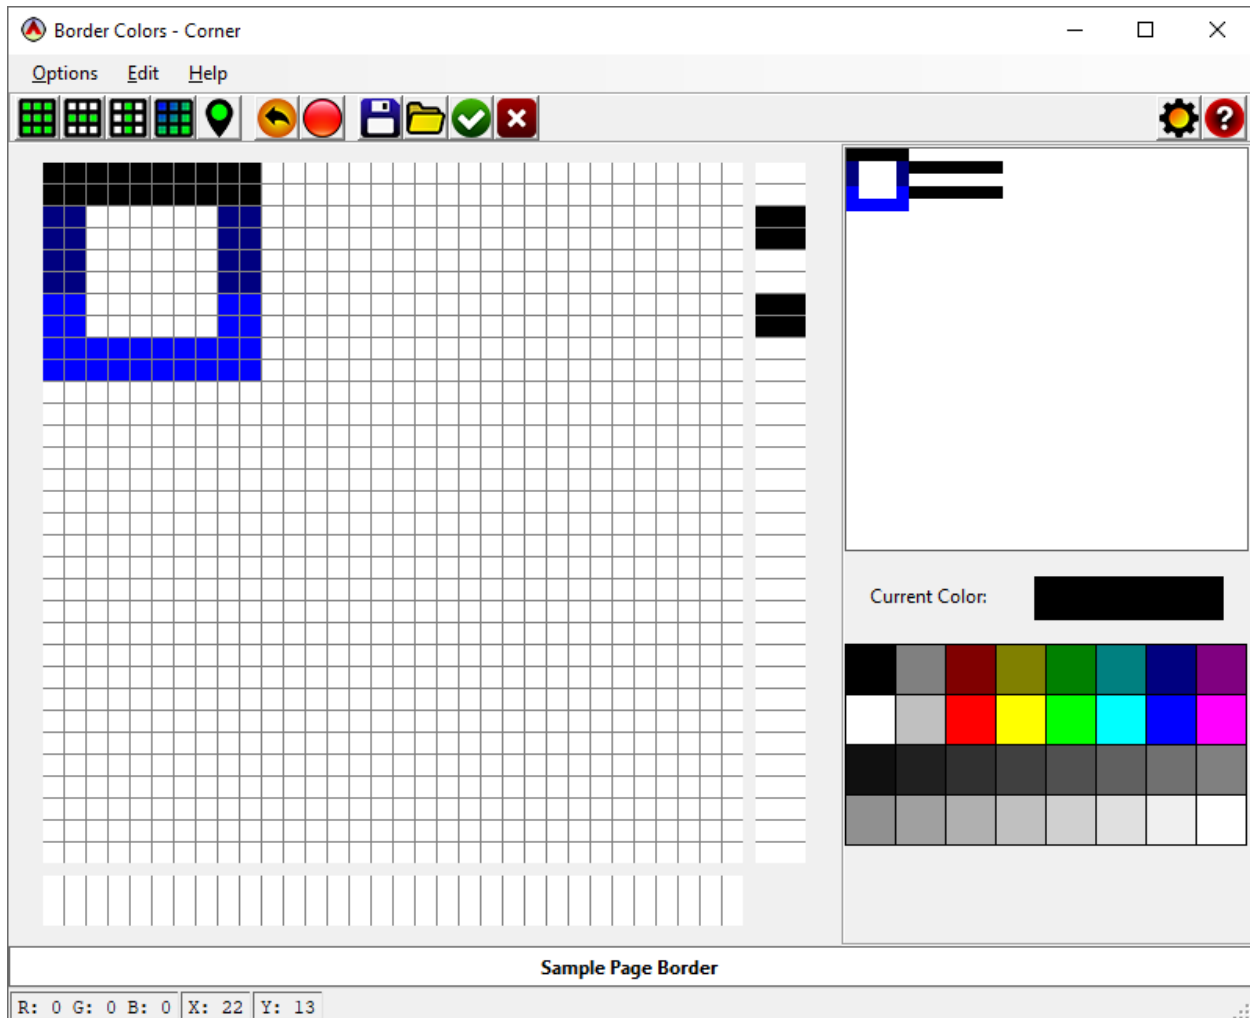 Border Colors - Corner
Options Edit Help
Current Color:
Sample Page Border
R: 0 G: 0 B: 0 X: 22 Y: 13